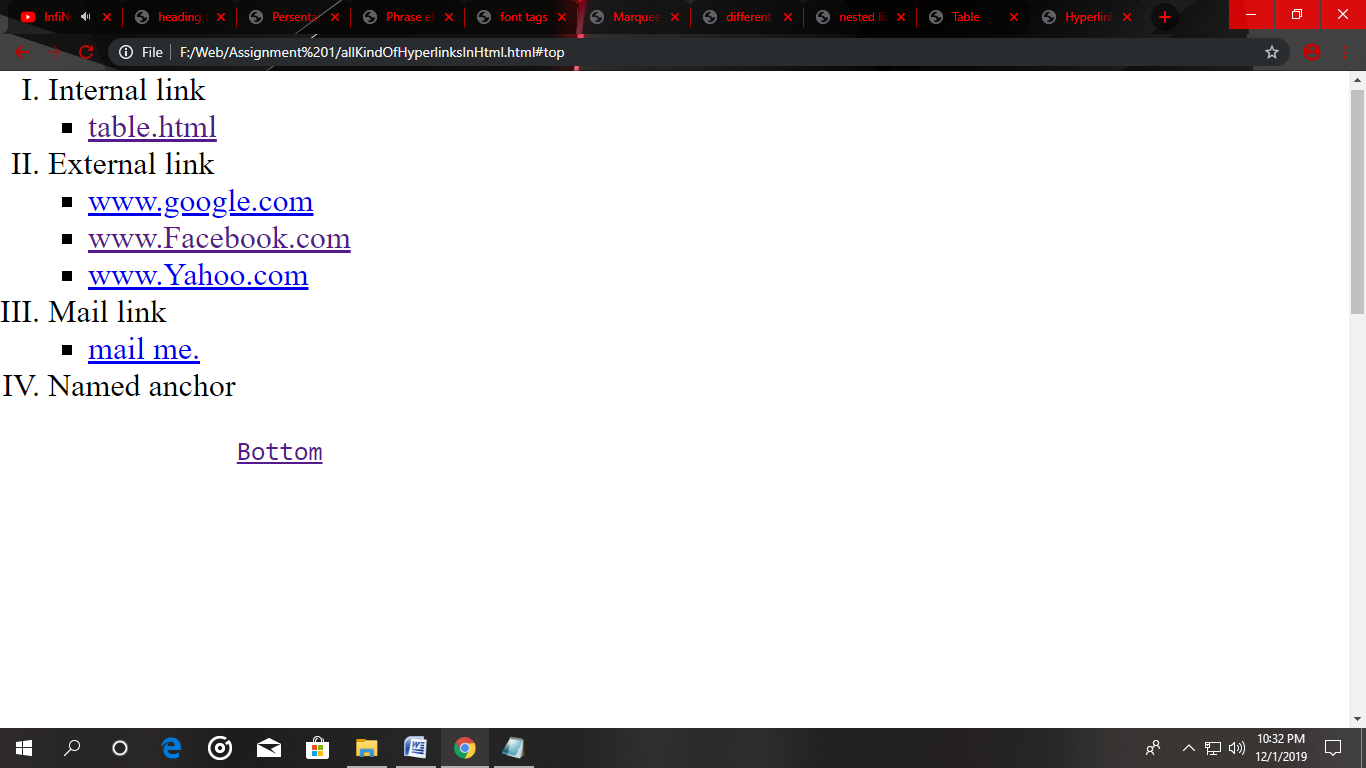 InfiN
heading
Persenta
Phrase el
font tags
Marquee
different
nested lis
Table
Hyperlink
File
F:/Web/Assignment%201/allKindOfHyperlinksInHtml.html#top
I. Internal link
table.html
II. External link
www.google.com
www.Facebook.com
www.Yahoo.com
III. Mail link
mail me.
IV. Named anchor
Bottom
10:32 PM
12/1/2019